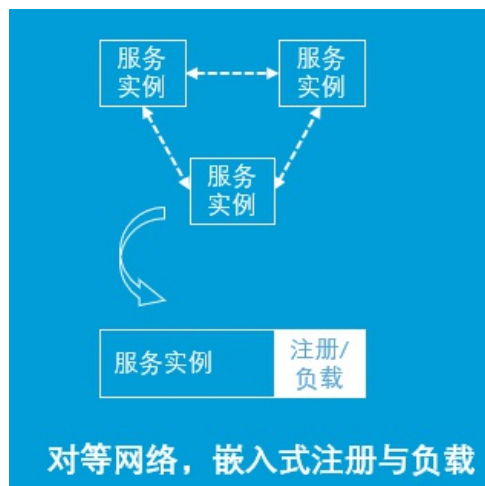 服务
实例
服务
实例
服务
实例
服务实例
注册/
负载
对等网络，嵌入式注册与负载